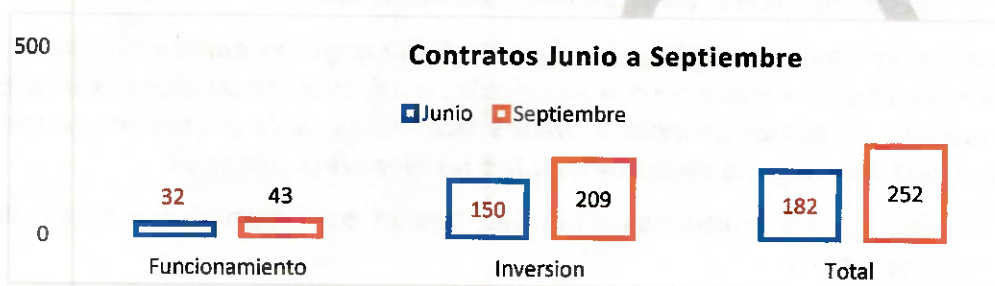 500
Contratos Junio a Septiembre
Junio Septiembre
32 43 150 209 182 252
0
Funcionamiento Inversion Total